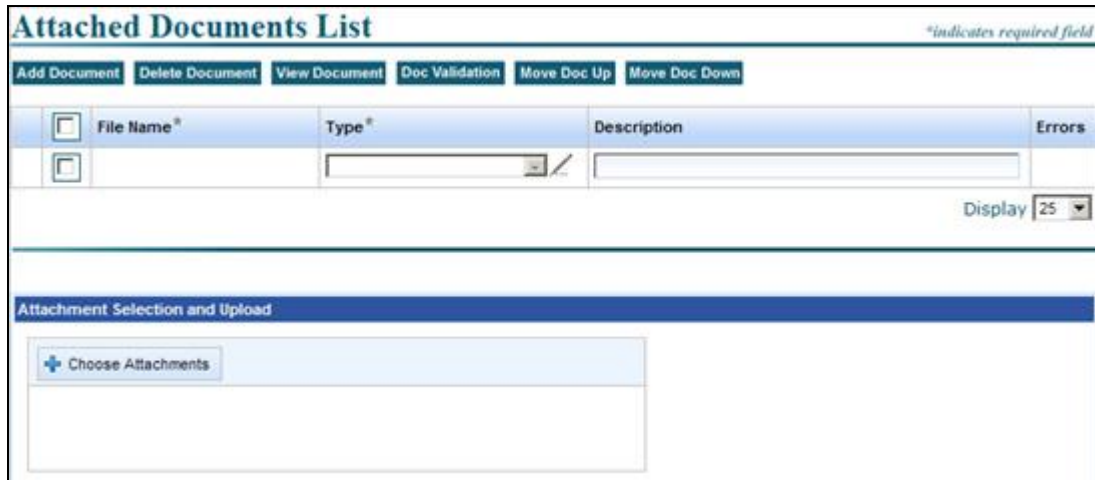 Attached Documents List
*indicates required field
Add Document Delete Document View Document Doc Validation Move Doc Up Move Doc Down
File Name* Type* Description Errors
Display 25
Attachment Selection and Upload
Choose Attachments